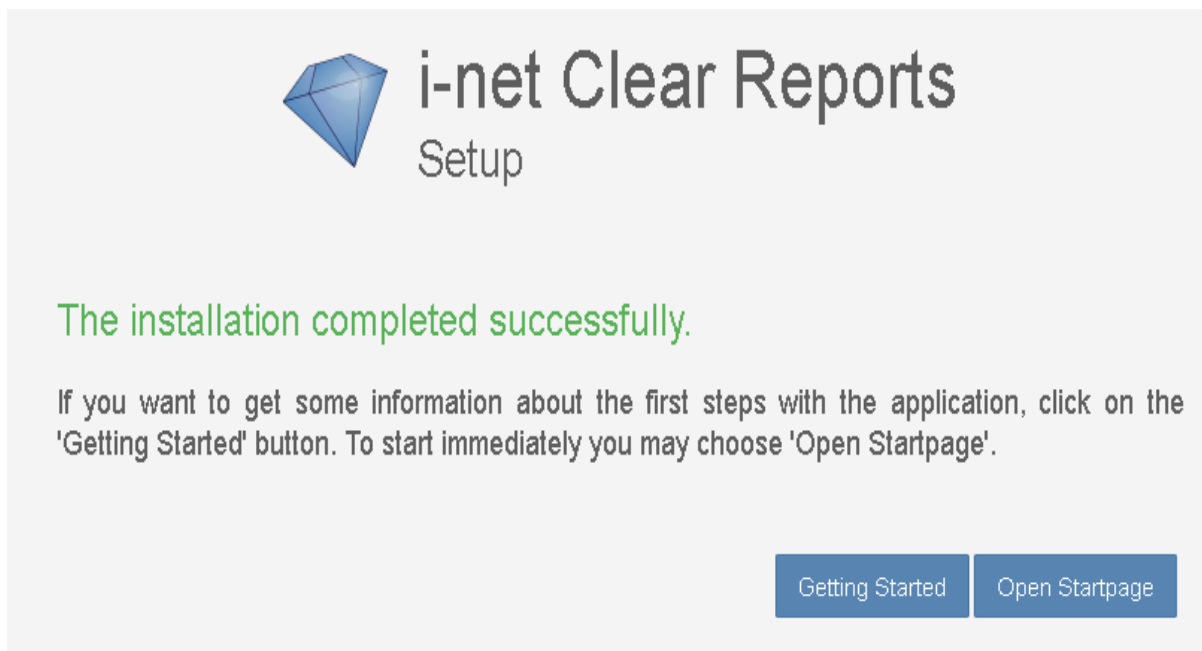 i-net Clear Reports
Setup
The installation completed successfully.
If you want to get some information about the first steps with the application, click on the
'Getting Started' button. To start immediately you may choose 'Open Startpage'.
Getting Started
Open Startpage